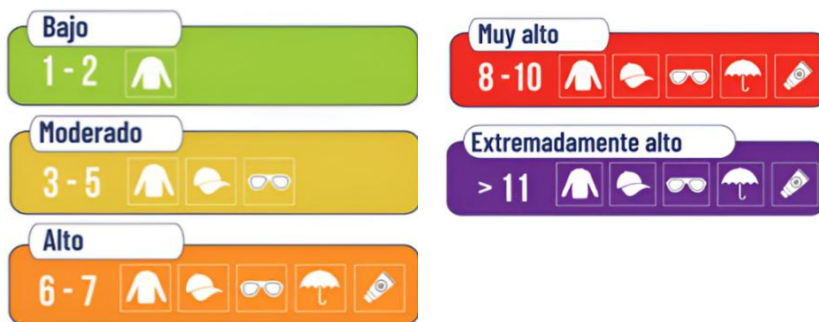 Bajo
1 - 2
Moderado
3 - 5
Alto
6 - 7
Muy alto
8 - 10
Extremadamente alto
> 11